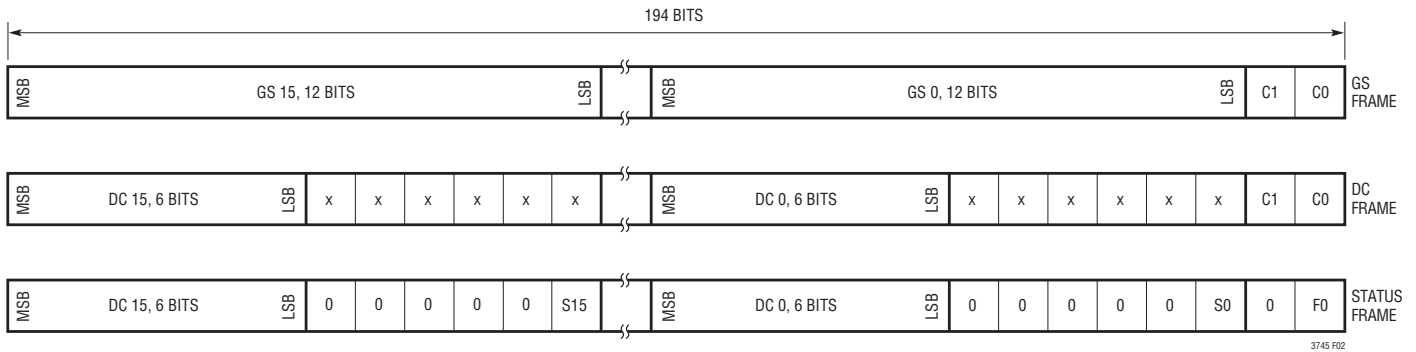 194 BITS
MSB GS 15, 12 BITS LSB MSB GS 0, 12 BITS LSB C1 C0 GS FRAME
MSB DC 15, 6 BITS LSB x x x x x x MSB DC 0, 6 BITS LSB x x x x x x C1 C0 DC FRAME
MSB DC 15, 6 BITS LSB 0 0 0 0 0 S15 MSB DC 0, 6 BITS LSB 0 0 0 0 0 S0 0 F0 STATUS FRAME
3745 F02